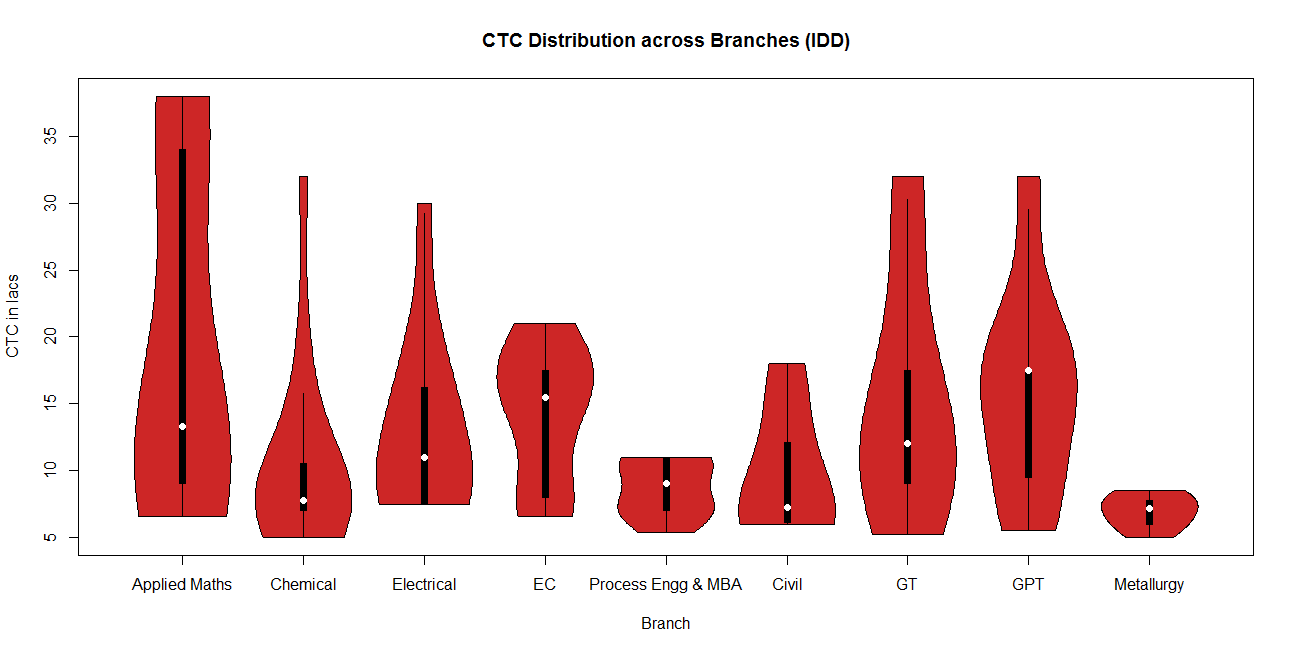 CTC Distribution across Branches (IDD)
CTC in lacs
35
30
25
20
15
10
5
Applied Maths Chemical Electrical EC Process Engg & MBA Civil GT GPT Metallurgy
Branch